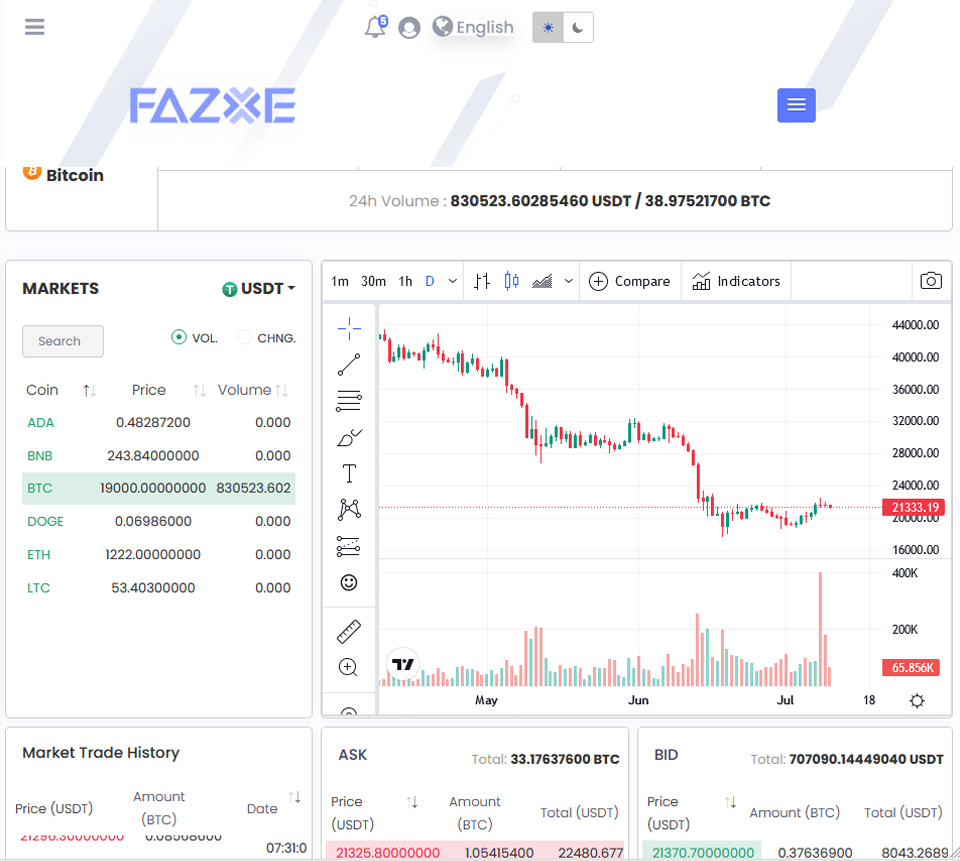 5
English
FAZXE
Bitcoin
24h Volume : 830523.60285460 USDT / 38.97521700 BTC
MARKETS
USDT
Search
VOL.
CHNG.
Coin Price Volume
ADA 0.48287200 0.000
BNB 243.84000000 0.000
BTC 19000.00000000 830523.602
DOGE 0.06986000 0.000
ETH 1222.00000000 0.000
LTC 53.40300000 0.000
1m 30m 1h D
Compare
Indicators
T
44000.00
40000.00
36000.00
32000.00
28000.00
24000.00
21333.19
20000.00
16000.00
400K
200K
65.856K
May Jun Jul 18
Market Trade History
Price (USDT) Amount (BTC) Date
21296.30000000 0.08568600
07:31:0
ASK
Total: 33.17637600 BTC
Price (USDT) Amount (BTC) Total (USDT)
21325.80000000 1.05415400 22480.677
BID
Total: 707090.14449040 USDT
Price (USDT) Amount (BTC) Total (USDT)
21370.70000000 0.37636900 8043.2689